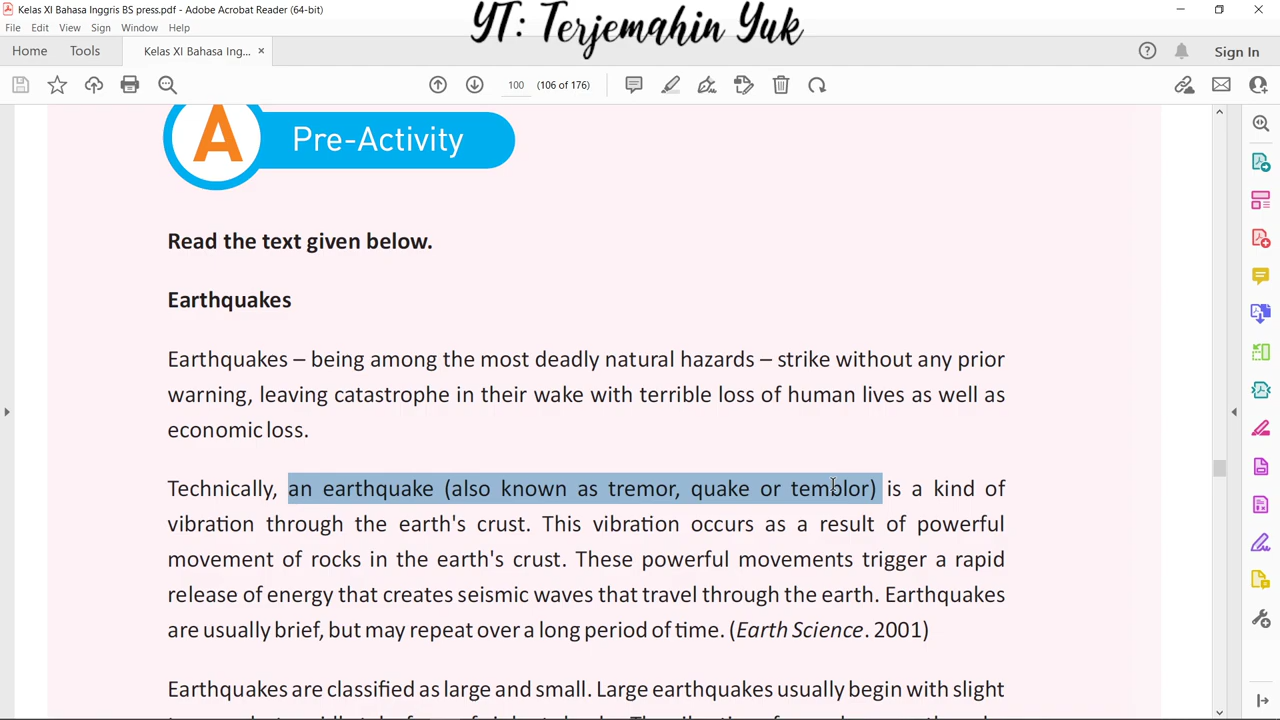 Kelas XI Bahasa Inggris BS press.pdf - Adobe Acrobat Reader (64-bit)
YT: Terjemahin Yuk
File Edit View Sign Window Help
Home Tools Kelas XI Bahasa Ing... × Sign In
100 (106 of 176)
A Pre-Activity
Read the text given below.
Earthquakes
Earthquakes – being among the most deadly natural hazards – strike without any prior
warning, leaving catastrophe in their wake with terrible loss of human lives as well as
economic loss.
Technically, an earthquake (also known as tremor, quake or temblor) is a kind of
vibration through the earth's crust. This vibration occurs as a result of powerful
movement of rocks in the earth's crust. These powerful movements trigger a rapid
release of energy that creates seismic waves that travel through the earth. Earthquakes
are usually brief, but may repeat over a long period of time. (Earth Science. 2001)
Earthquakes are classified as large and small. Large earthquakes usually begin with slight